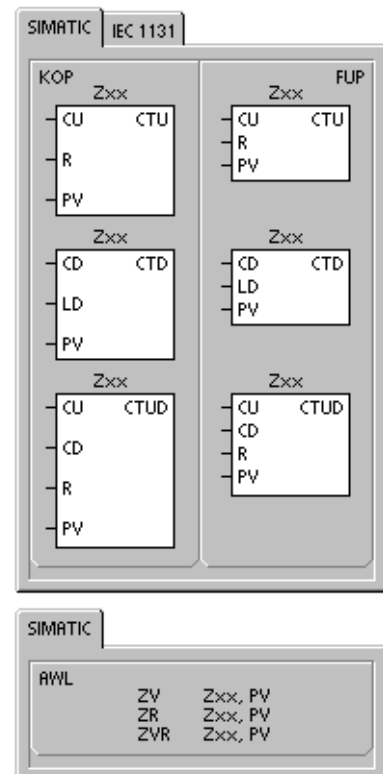 SIMATIC IEC 1131
KOP FUP
Zxx Zxx
CU CTU CU CTU
R R
PV PV
Zxx Zxx
CD CTD CD CTD
LD LD
PV PV
Zxx Zxx
CU CTUD CU CTUD
CD CD
R R
PV PV
SIMATIC
AWL
ZV Zxx, PV
ZR Zxx, PV
ZVR Zxx, PV